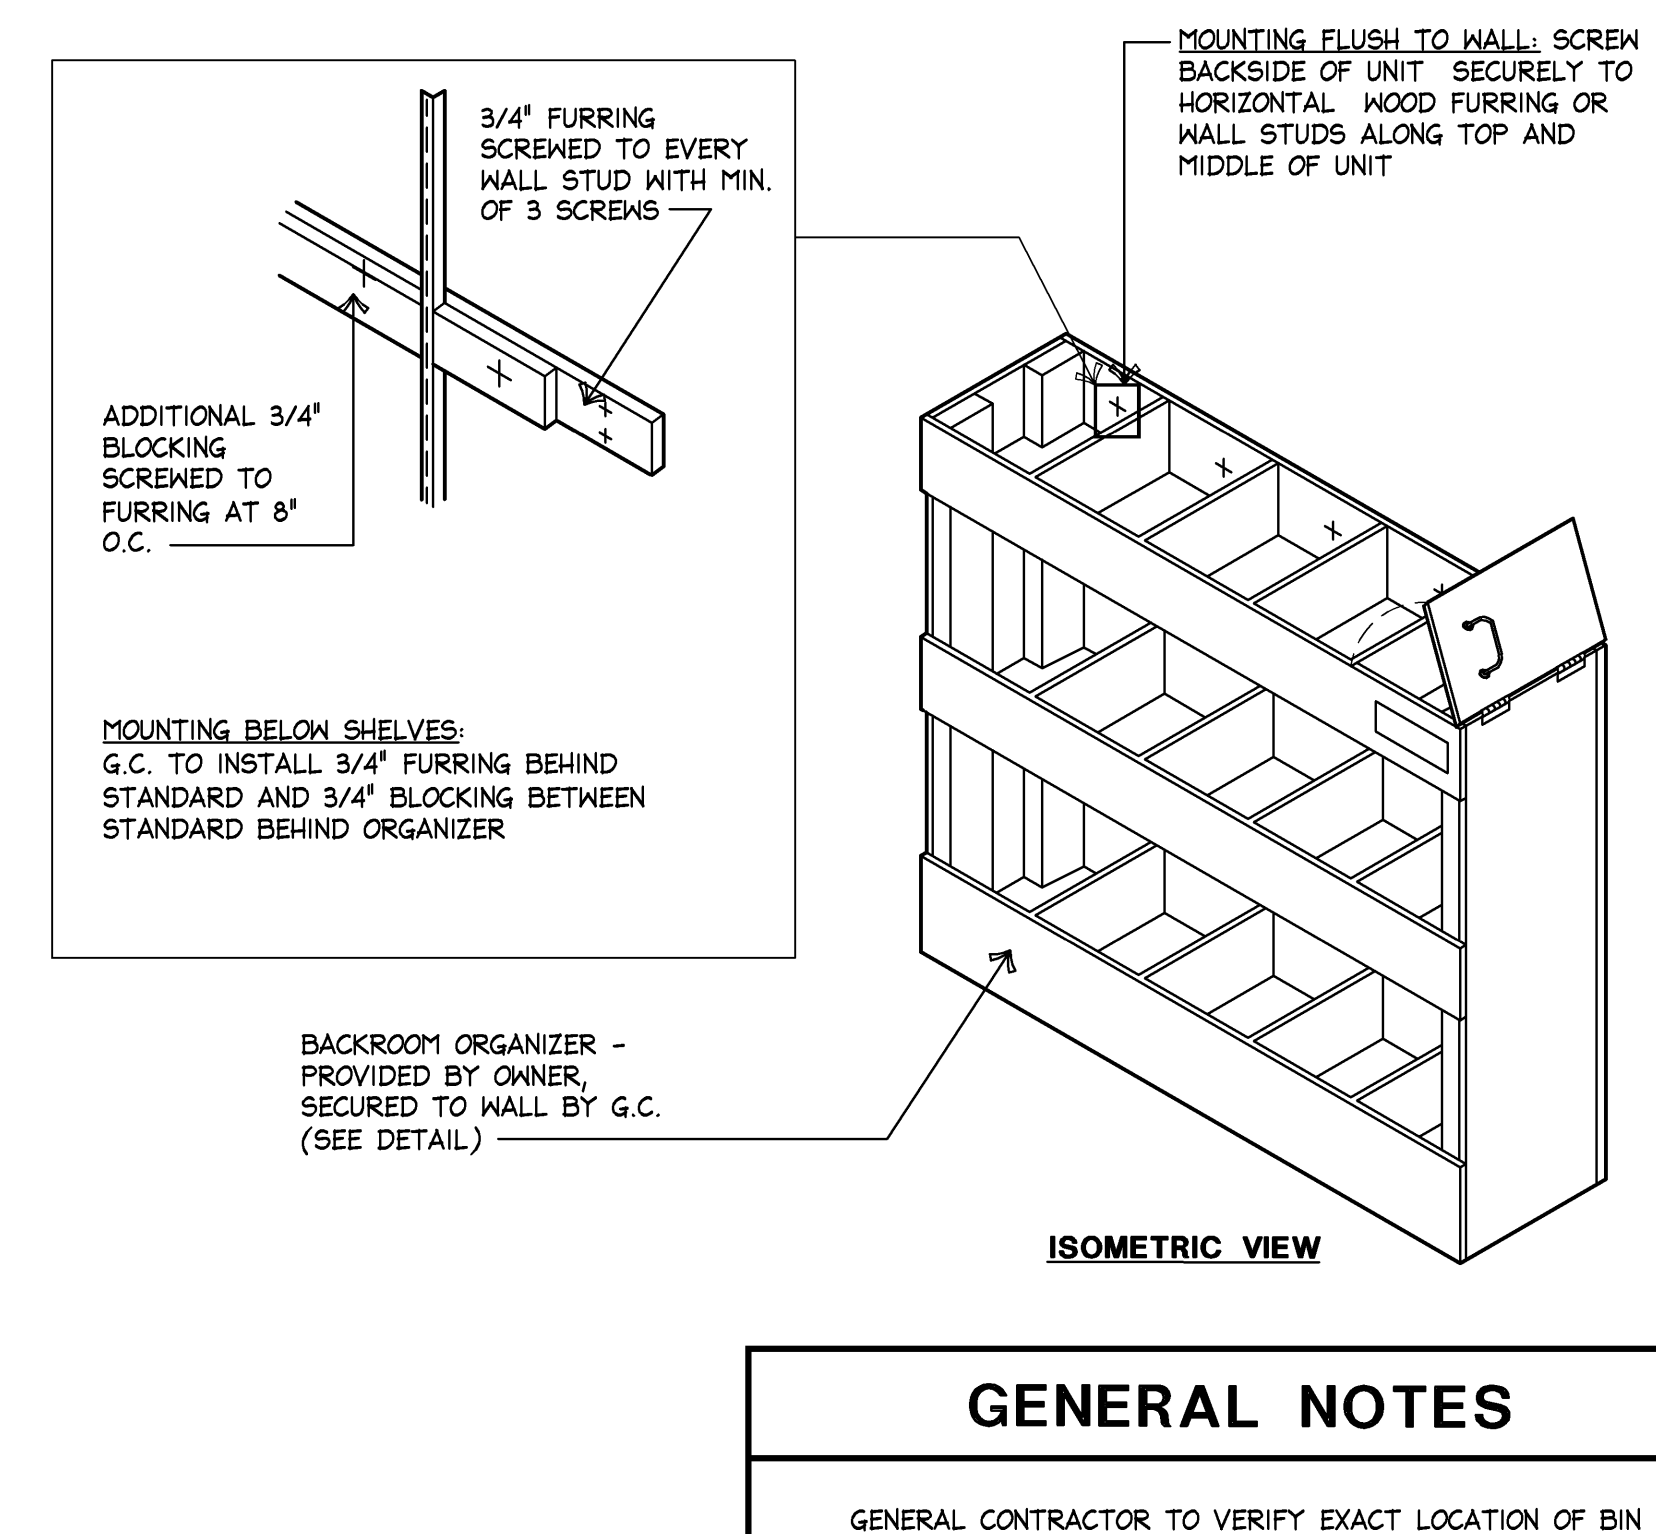 MOUNTING FLUSH TO WALL: SCREW
BACKSIDE OF UNIT SECURELY TO
HORIZONTAL WOOD FURRING OR
WALL STUDS ALONG TOP AND
MIDDLE OF UNIT
3/4" FURRING
SCREWED TO EVERY
WALL STUD WITH MIN.
OF 3 SCREWS
ADDITIONAL 3/4"
BLOCKING
SCREWED TO
FURRING AT 8"
O.C.
MOUNTING BELOW SHELVES:
G.C. TO INSTALL 3/4" FURRING BEHIND
STANDARD AND 3/4" BLOCKING BETWEEN
STANDARD BEHIND ORGANIZER
BACKROOM ORGANIZER -
PROVIDED BY OWNER,
SECURED TO WALL BY G.C.
(SEE DETAIL)
ISOMETRIC VIEW
GENERAL NOTES
GENERAL CONTRACTOR TO VERIFY EXACT LOCATION OF BIN